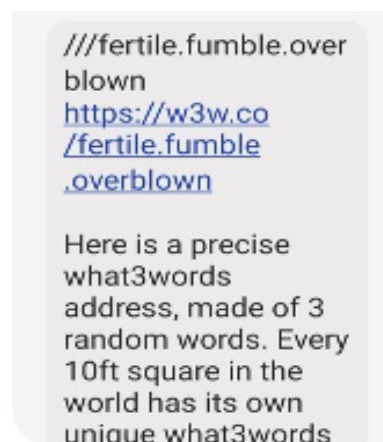 ///fertile.fumble.over
blown
https://w3w.co
/fertile.fumble
.overblown
Here is a precise
what3words
address, made of 3
random words. Every
10ft square in the
world has its own
unique what3words